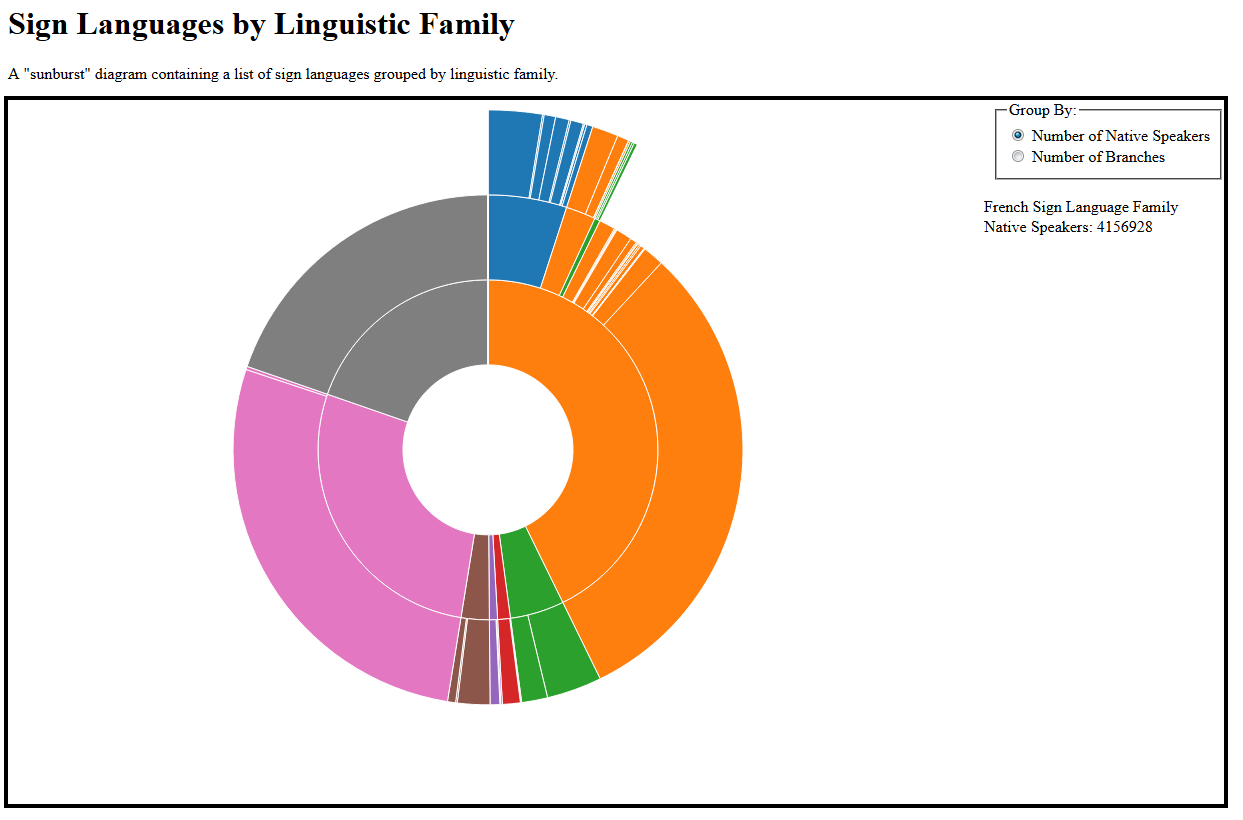 Sign Languages by Linguistic Family
A "sunburst" diagram containing a list of sign languages grouped by linguistic family.
Group By:
Number of Native Speakers
Number of Branches
French Sign Language Family
Native Speakers: 4156928